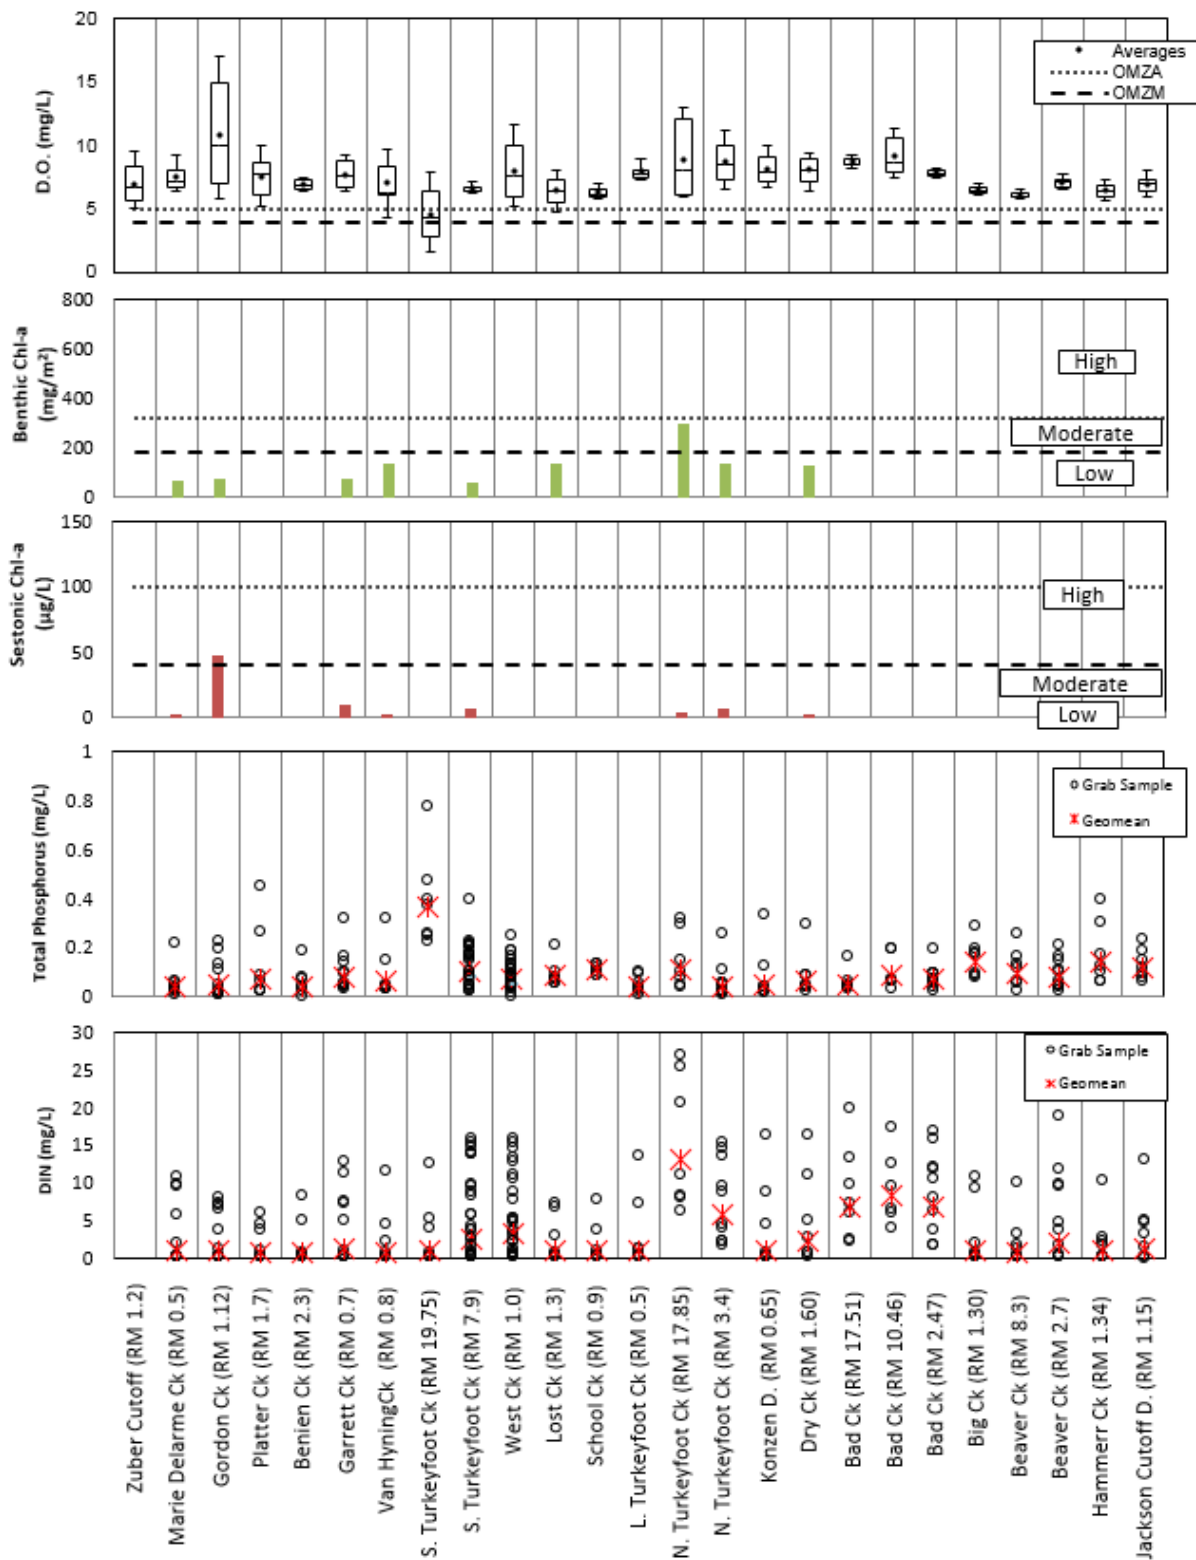 D.O. (mg/L)
20
15
10
5
0
Averages
OMZA
OMZM
Benthic Chl-a
(mg/m²)
800
600
400
200
0
High
Moderate
Low
Sestonic Chl-a
(µg/L)
150
100
50
0
High
Moderate
Low
Total Phosphorus (mg/L)
1
0.8
0.6
0.4
0.2
0
Grab Sample
Geomean
DIN (mg/L)
30
25
20
15
10
5
0
Grab Sample
Geomean
Zuber Cutoff (RM 1.2)
Marie Delarme Ck (RM 0.5)
Gordon Ck (RM 1.12)
Platter Ck (RM 1.7)
Benien Ck (RM 2.3)
Garrett Ck (RM 0.7)
Van HyningCk (RM 0.8)
S. Turkeyfoot Ck (RM 19.75)
S. Turkeyfoot Ck (RM 7.9)
West Ck (RM 1.0)
Lost Ck (RM 1.3)
School Ck (RM 0.9)
L. Turkeyfoot Ck (RM 0.5)
N. Turkeyfoot Ck (RM 17.85)
N. Turkeyfoot Ck (RM 3.4)
Konzen D. (RM 0.65)
Dry Ck (RM 1.60)
Bad Ck (RM 17.51)
Bad Ck (RM 10.46)
Bad Ck (RM 2.47)
Big Ck (RM 1.30)
Beaver Ck (RM 8.3)
Beaver Ck (RM 2.7)
Hammerr Ck (RM 1.34)
Jackson Cutoff D. (RM 1.15)